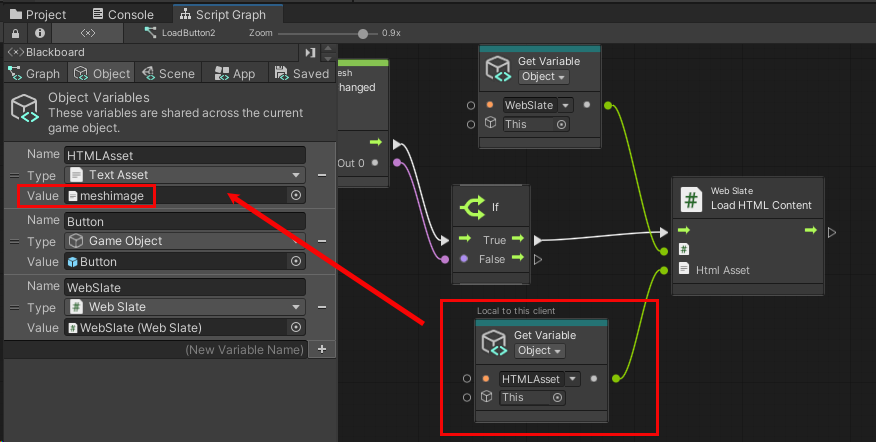 Project
Console
Script Graph
LoadButton2
Zoom
0.9x
Blackboard
Graph
Object
Scene
App
Saved
Object Variables
These variables are shared across the current
game object.
Name HTMLAsset
Type Text Asset
Value meshimage
Name Button
Type Game Object
Value Button
Name WebSlate
Type Web Slate
Value WebSlate (Web Slate)
(New Variable Name)
esh
hanged
Out 0
Get Variable
Object
WebSlate
This
If
True
False
Web Slate
Load HTML Content
Html Asset
Local to this client
Get Variable
Object
HTMLAsset
This